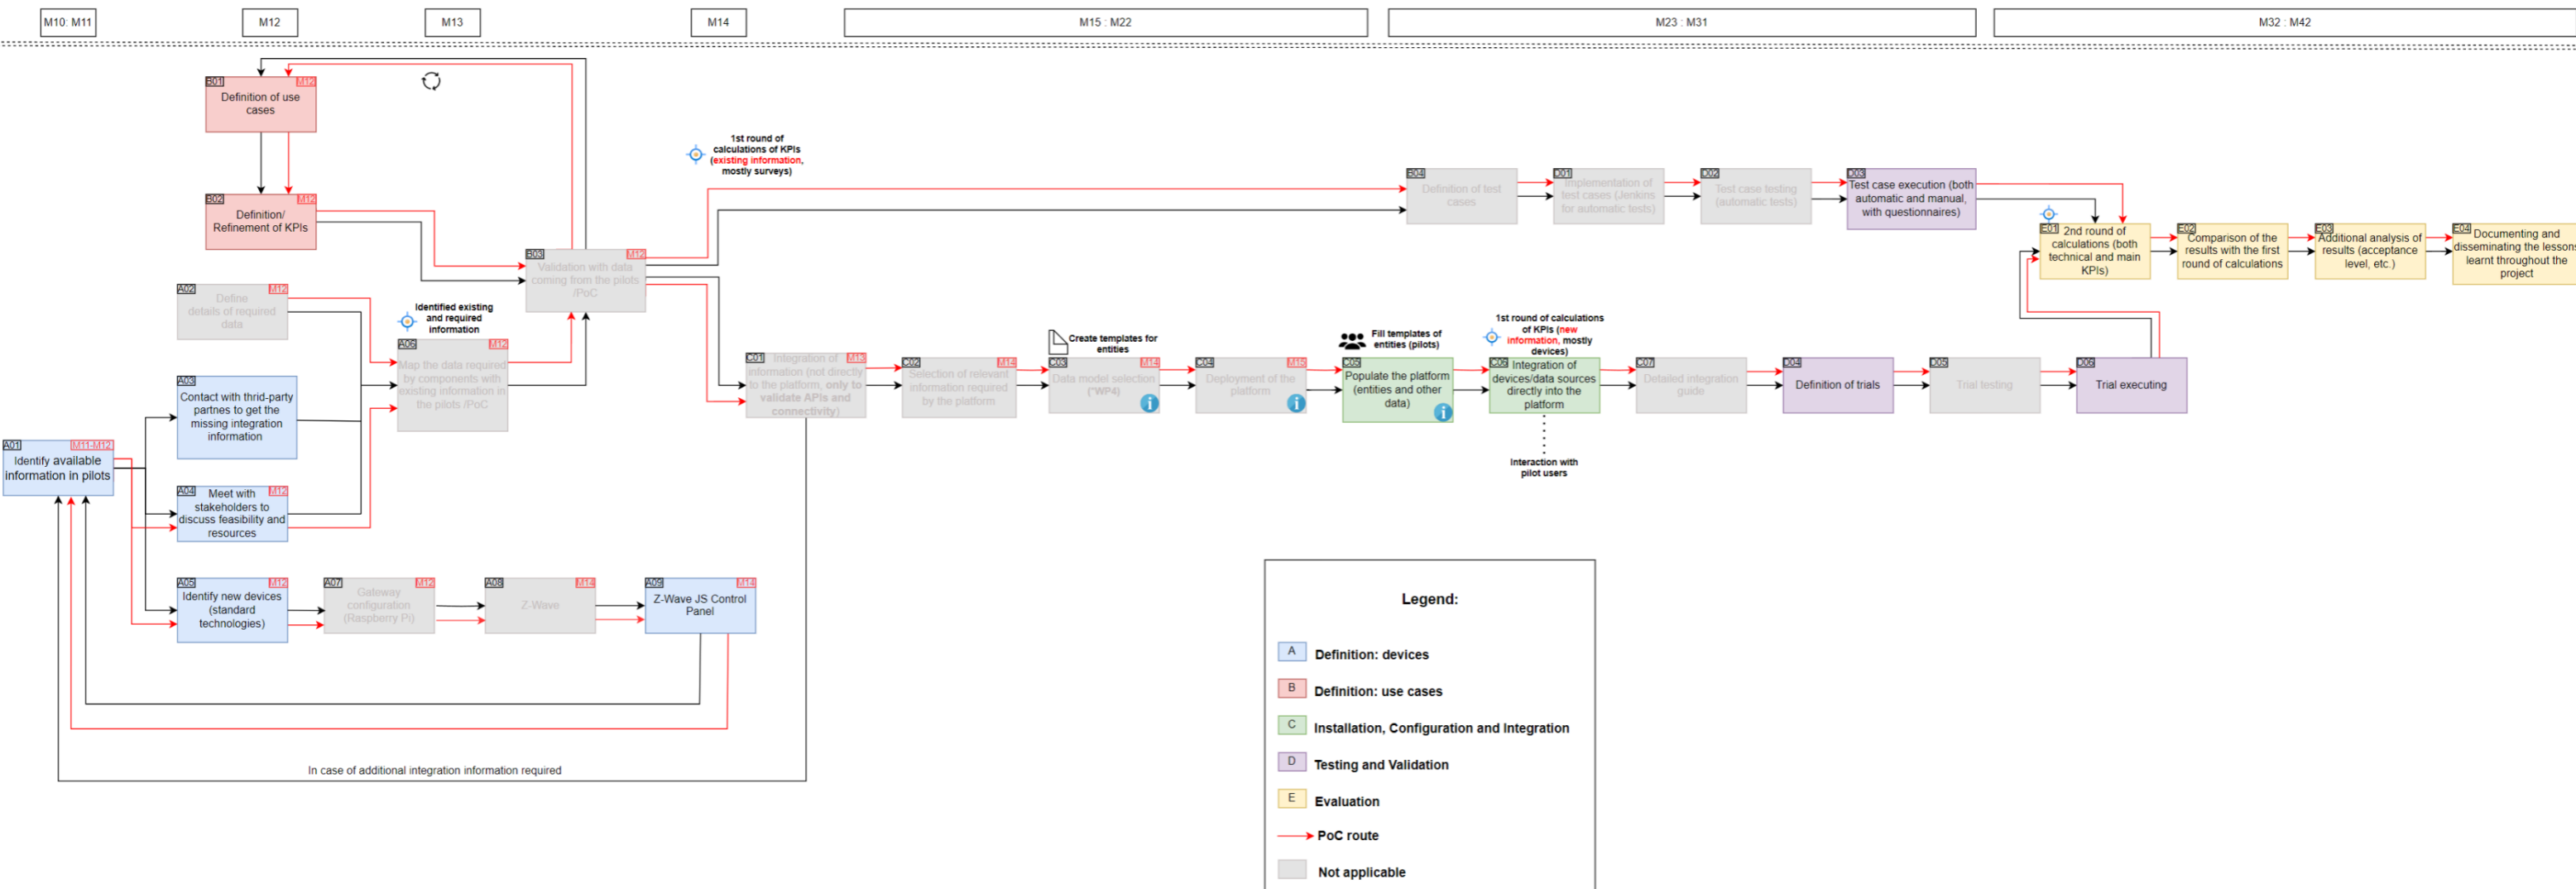 M10: M11
M12
M13
M14
M15 : M22
M23 : M31
M32 : M42
B01
M12
Definition of use
cases
B02
M12
Definition/
Refinement of KPIs
1st round of
calculations of KPIs
(existing information,
mostly surveys)
B03
M12
Validation with data
coming from the pilots
/PoC
B04
Definition of test
cases
D01
Implementation of
test cases (Jenkins
for automatic tests)
D02
Test case testing
(automatic tests)
D03
Test case execution (both
automatic and manual,
with questionnaires)
E01
2nd round of
calculations (both
technical and main
KPIs)
E02
Comparison of the
results with the first
round of calculations
E03
Additional analysis of
results (acceptance
level, etc.)
E04
Documenting and
disseminating the lessons
learnt throughout the
project
A02
M12
Define
details of required
data
Identified existing
and required
information
A06
M12
Map the data required
by components with
existing information in
the pilots /PoC
A03
Contact with thrid-party
partnes to get the
missing integration
information
A01
M11-M12
Identify available
information in pilots
A04
M12
Meet with
stakeholders to
discuss feasibility and
resources
A05
M12
Identify new devices
(standard
technologies)
A07
M12
Gateway
configuration
(Raspberry Pi)
A08
M14
Z-Wave
A09
M14
Z-Wave JS Control
Panel
In case of additional integration information required
C01
M13
Integration of
information (not directly
to the platform, only to
validate APIs and
connectivity)
C02
M14
Selection of relevant
information required
by the platform
Create templates for
entities
C03
M14
Data model selection
(*WP4)
C04
M15
Deployment of the
platform
Fill templates of
entities (pilots)
C05
Populate the platform
(entities and other
data)
1st round of calculations
of KPIs (new
information, mostly
devices)
C06
Integration of
devices/data sources
directly into the
platform
Interaction with
pilot users
C07
Detailed integration
guide
D04
Definition of trials
D05
Trial testing
D06
Trial executing
Legend:
A
Definition: devices
B
Definition: use cases
C
Installation, Configuration and Integration
D
Testing and Validation
E
Evaluation
PoC route
Not applicable